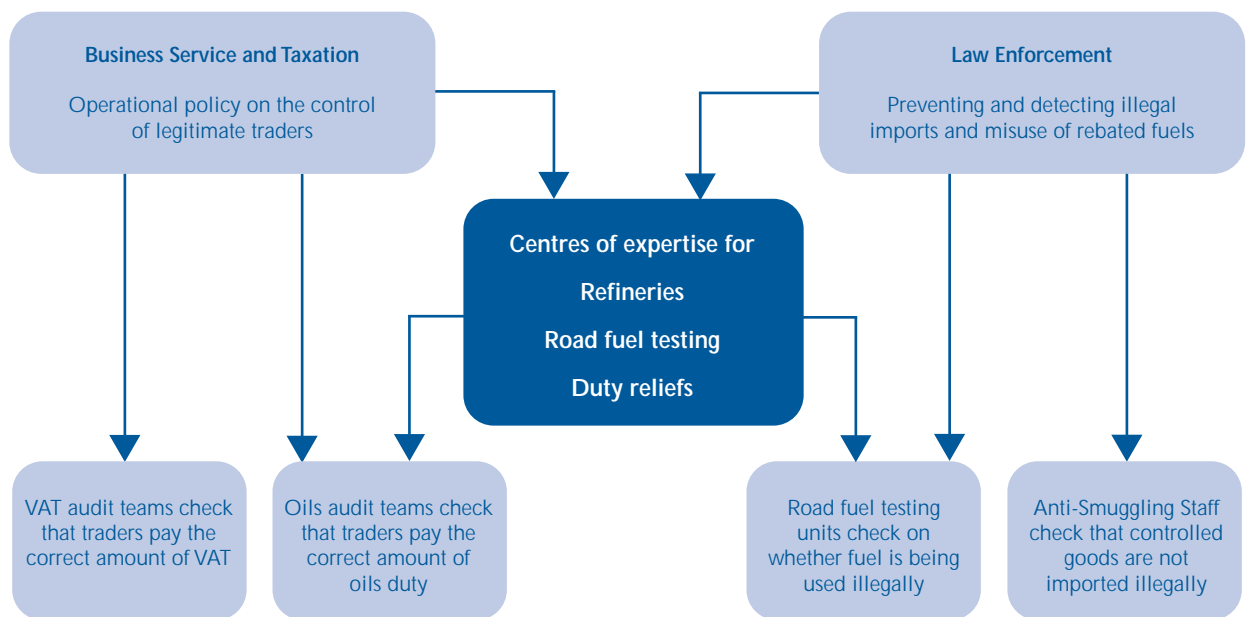 Business Service and Taxation
Operational policy on the control
of legitimate traders
Law Enforcement
Preventing and detecting illegal
imports and misuse of rebated fuels
Centres of expertise for
Refineries
Road fuel testing
Duty reliefs
VAT audit teams check
that traders pay the
correct amount of VAT
Oils audit teams check
that traders pay the
correct amount of
oils duty
Road fuel testing
units check on
whether fuel is being
used illegally
Anti-Smuggling Staff
check that controlled
goods are not
imported illegally